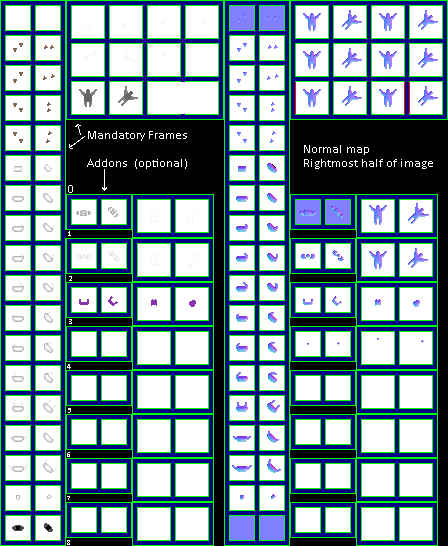 Mandatory Frames
Addons (optional)
Normal map
Rightmost half of image
0
1
2
3
4
5
6
7
8